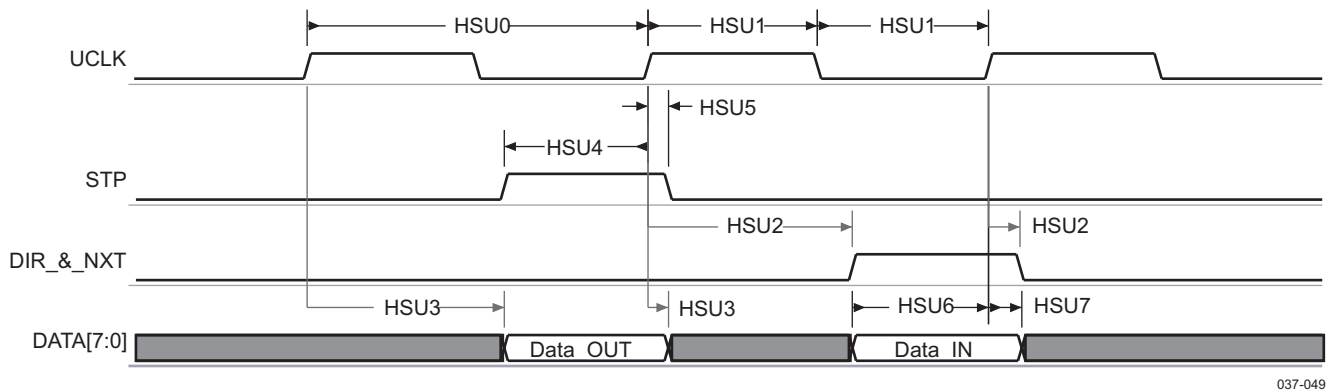 HSU0 HSU1 HSU1
UCLK
HSU5
HSU4
STP
HSU2 HSU2
DIR_&_NXT
HSU3 HSU3 HSU6 HSU7
DATA[7:0] Data_OUT Data_IN
037-049